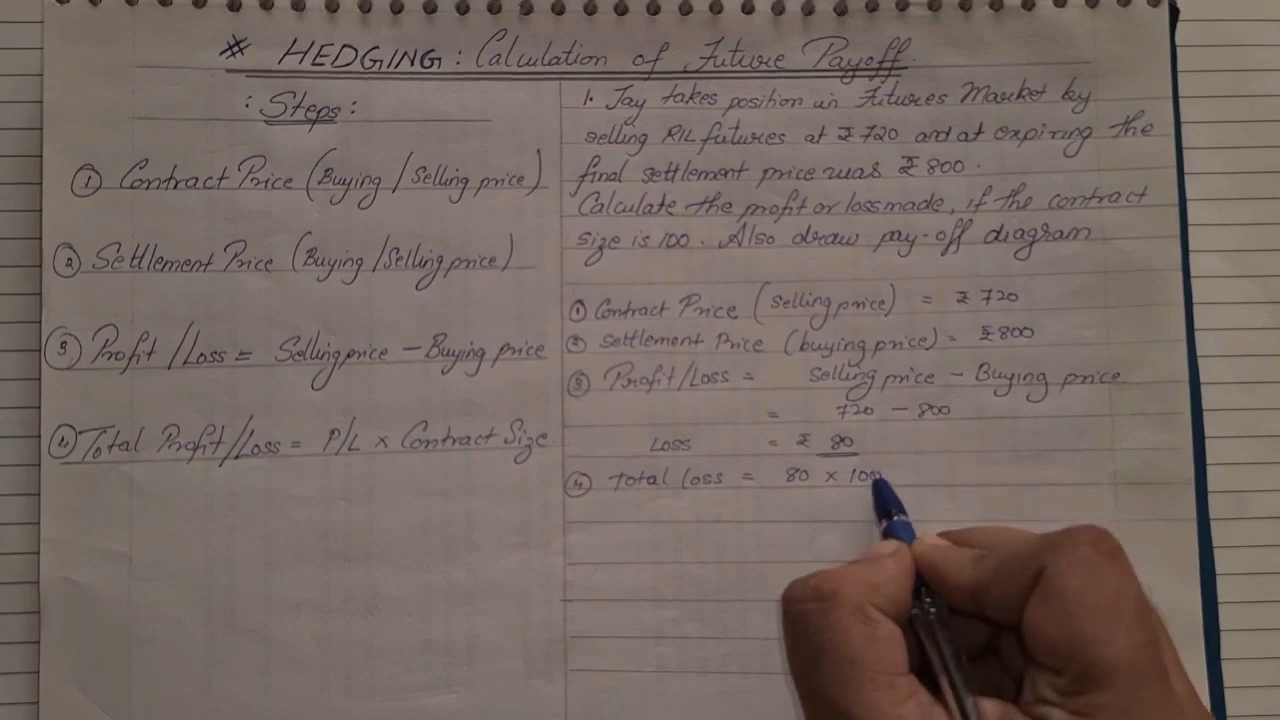 * HEDGING: Calculation of Future Payoff.
: Steps :
① Contract Price (Buying / Selling price)
② Settlement Price (Buying / Selling price)
③ Profit / Loss = Selling price - Buying price
④ Total Profit / Loss = P/L × Contract Size
1. Jay takes position in Futures Market by
selling RIL futures at ₹ 720 and at expiring the
final settlement price was ₹ 800.
Calculate the profit or loss made, if the contract
size is 100. Also draw pay-off diagram
① Contract Price (Selling price) = ₹ 720
② Settlement Price (buying price) = ₹ 800
③ Profit/Loss = Selling price - Buying price
= 720 - 800
Loss = ₹ 80
④ Total Loss = 80 × 100